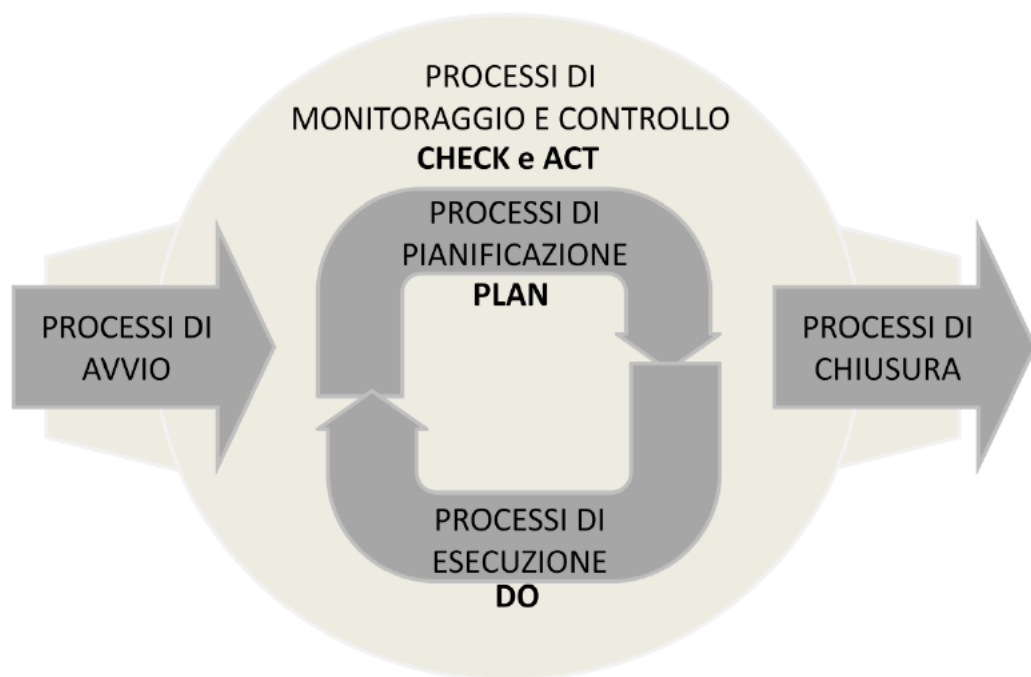 PROCESSI DI
MONITORAGGIO E CONTROLLO
CHECK e ACT
PROCESSI DI
PIANIFICAZIONE
PLAN
PROCESSI DI
AVVIO
PROCESSI DI
CHIUSURA
PROCESSI DI
ESECUZIONE
DO